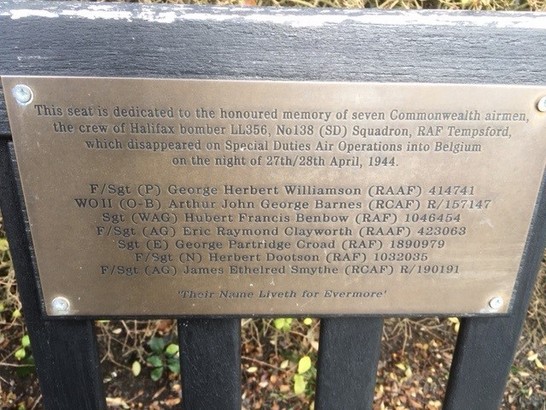 This seat is dedicated to the honoured memory of seven Commonwealth airmen,
the crew of Halifax bomber LL356, No138 (SD) Squadron, RAF Tempsford,
which disappeared on Special Duties Air Operations into Belgium
on the night of 27th/28th April, 1944.
F/Sgt (P) George Herbert Williamson (RAAF) 414741
WO II (O-B) Arthur John George Barnes (RCAF) R/157147
Sgt (WAG) Hubert Francis Benbow (RAF) 1046454
F/Sgt (AG) Eric Raymond Clayworth (RAAF) 423063
Sgt (E) George Partridge Croad (RAF) 1890979
F/Sgt (N) Herbert Dootson (RAF) 1032035
F/Sgt (AG) James Ethelred Smythe (RCAF) R/190191
'Their Name Liveth for Evermore'